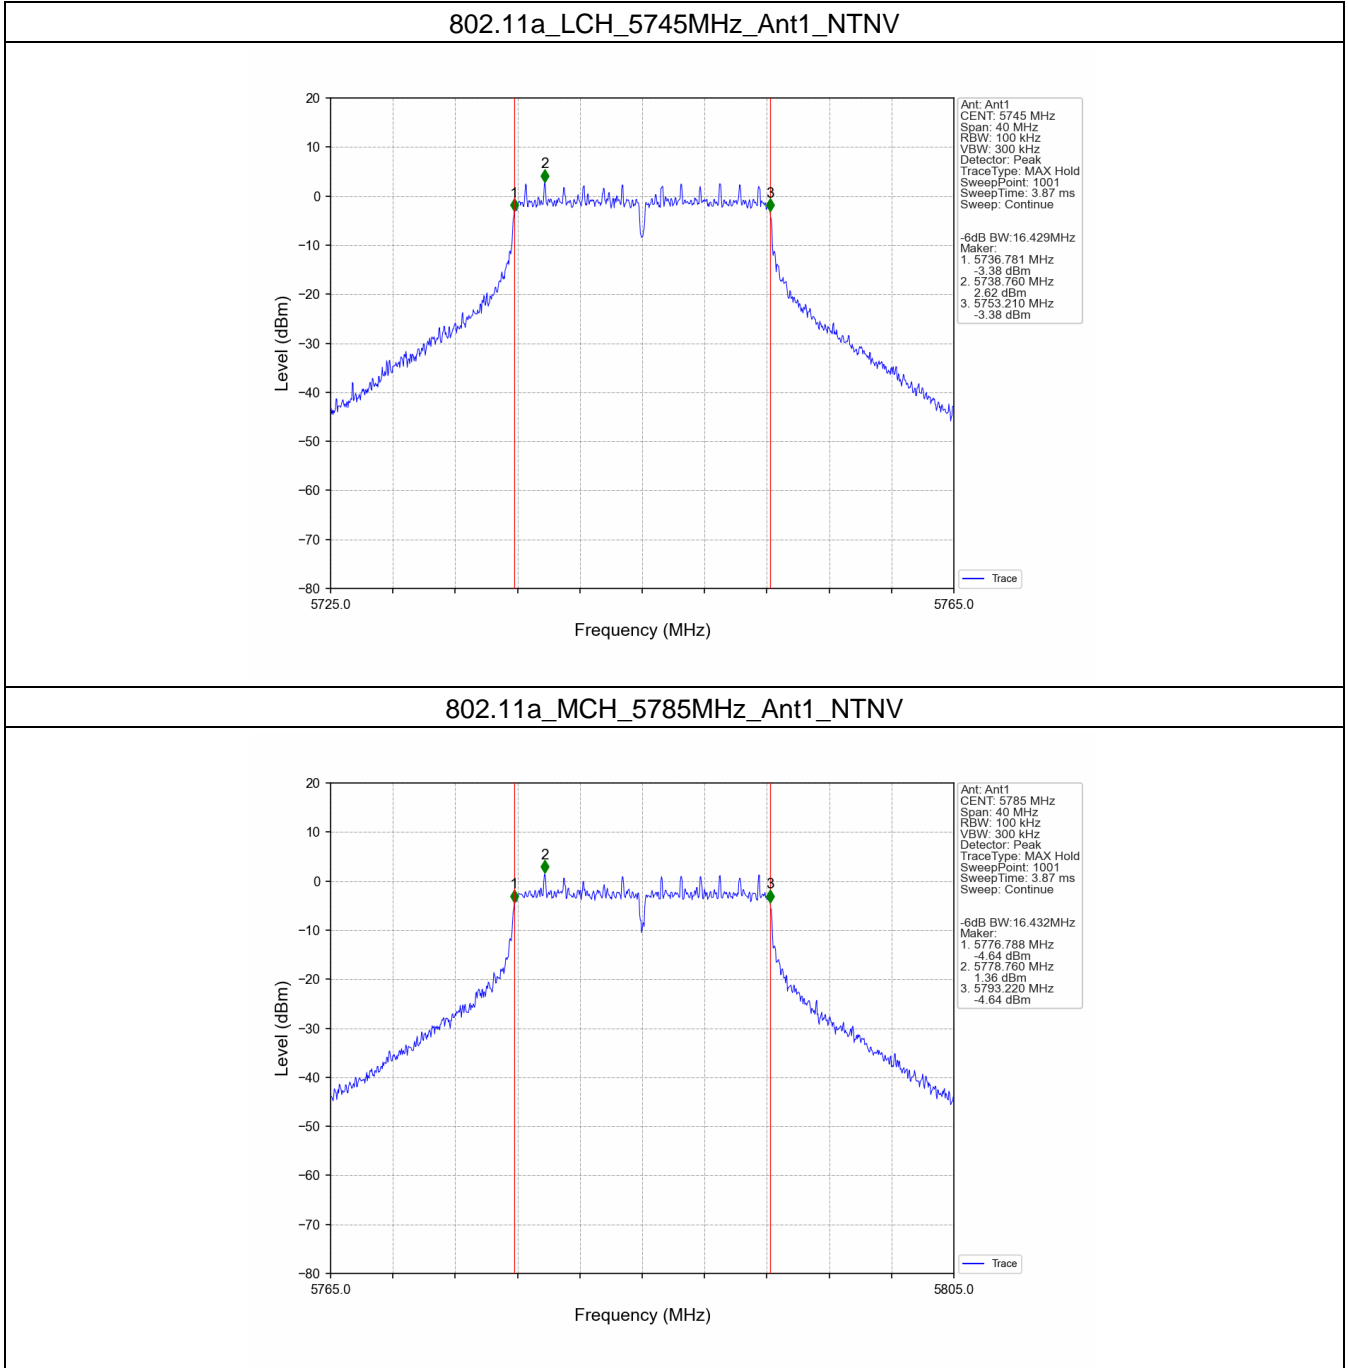 802.11a_LCH_5745MHz_Ant1_NTNV
20
10
0
−10
−20
−30
−40
−50
−60
−70
−80
Level (dBm)
1
2
3
5725.0
5765.0
Frequency (MHz)
Ant: Ant1
CENT: 5745 MHz
Span: 40 MHz
RBW: 100 kHz
VBW: 300 kHz
Detector: Peak
TraceType: MAX Hold
SweepPoint: 1001
SweepTime: 3.87 ms
Sweep: Continue
-6dB BW:16.429MHz
Maker:
1. 5736.781 MHz
-3.38 dBm
2. 5738.760 MHz
2.62 dBm
3. 5753.210 MHz
-3.38 dBm
Trace
802.11a_MCH_5785MHz_Ant1_NTNV
20
10
0
−10
−20
−30
−40
−50
−60
−70
−80
Level (dBm)
1
2
3
5765.0
5805.0
Frequency (MHz)
Ant: Ant1
CENT: 5785 MHz
Span: 40 MHz
RBW: 100 kHz
VBW: 300 kHz
Detector: Peak
TraceType: MAX Hold
SweepPoint: 1001
SweepTime: 3.87 ms
Sweep: Continue
-6dB BW:16.432MHz
Maker:
1. 5776.788 MHz
-4.64 dBm
2. 5778.760 MHz
1.36 dBm
3. 5793.220 MHz
-4.64 dBm
Trace